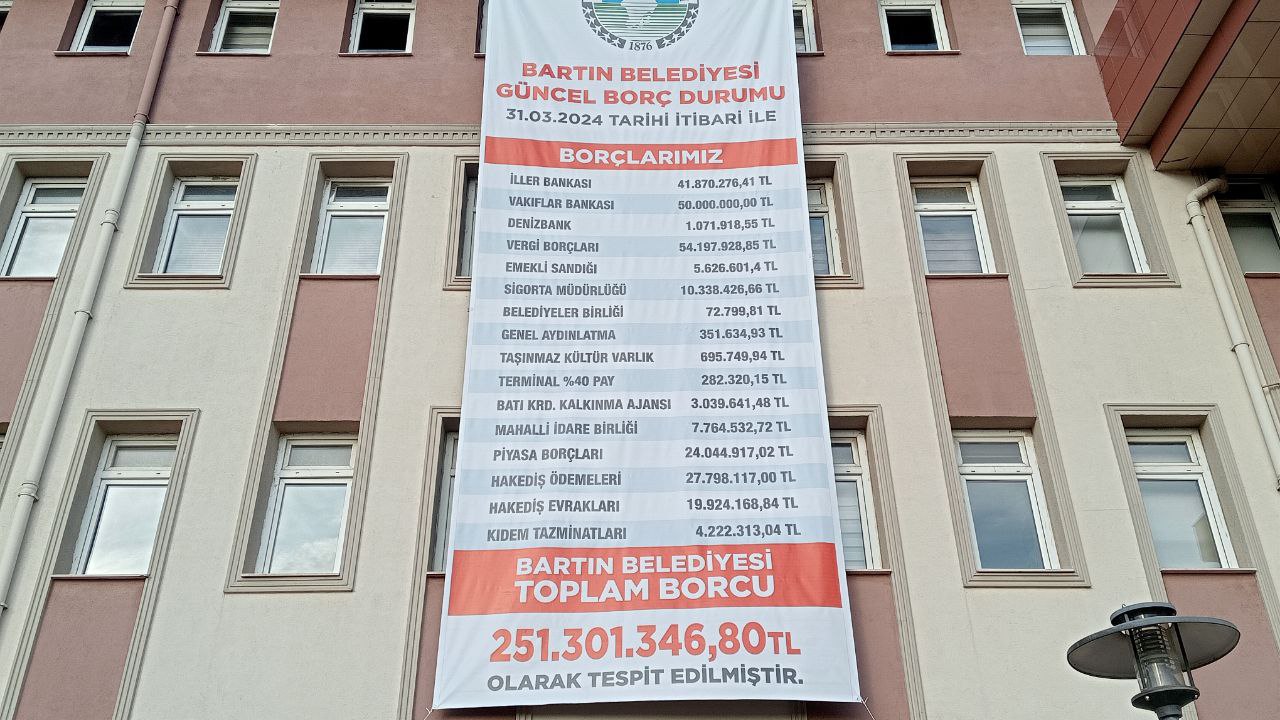 1876
BARTIN BELEDİYESİ
GÜNCEL BORÇ DURUMU
31.03.2024 TARİHİ İTİBARİ İLE
BORÇLARIMIZ
İLLER BANKASI 41.870.276,41 TL
VAKIFLAR BANKASI 50.000.000,00 TL
DENİZBANK 1.071.918,55 TL
VERGİ BORÇLARI 54.197.928,85 TL
EMEKLİ SANDIĞI 5.626.601,4 TL
SİGORTA MÜDÜRLÜĞÜ 10.338.426,66 TL
BELEDİYELER BİRLİĞİ 72.799,81 TL
GENEL AYDINLATMA 351.634,93 TL
TAŞINMAZ KÜLTÜR VARLIK 695.749,94 TL
TERMİNAL %40 PAY 282.320,15 TL
BATI KRD. KALKINMA AJANSI 3.039.641,48 TL
MAHALLİ İDARE BİRLİĞİ 7.764.532,72 TL
PİYASA BORÇLARI 24.044.917,02 TL
HAKEDİŞ ÖDEMELERİ 27.798.117,00 TL
HAKEDİŞ EVRAKLARI 19.924.168,84 TL
KIDEM TAZMİNATLARI 4.222.313,04 TL
BARTIN BELEDİYESİ
TOPLAM BORCU
251.301.346,80TL
OLARAK TESPİT EDİLMİŞTİR.